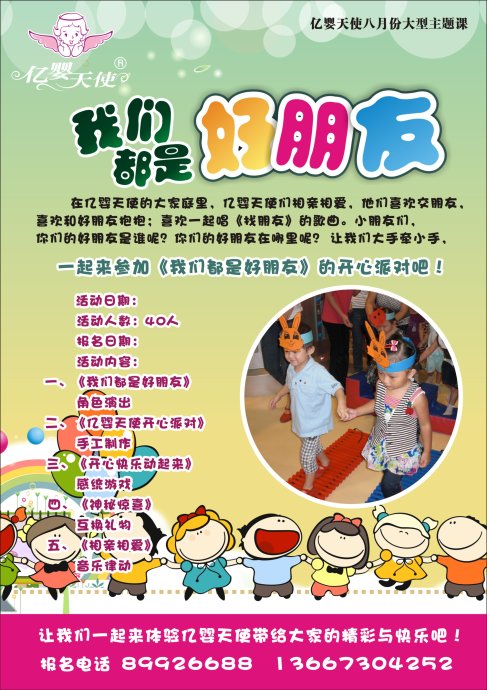 亿婴天使八月份大型主题课
亿婴天使®
我们
都是
好朋友
在亿婴天使的大家庭里，亿婴天使们相亲相爱，他们喜欢交朋友，
喜欢和好朋友抱抱；喜欢一起唱《找朋友》的歌曲。小朋友们，
你们的好朋友是谁呢？你们的好朋友在哪里呢？ 让我们大手牵小手，
一起来参加《我们都是好朋友》的开心派对吧！
活动日期：
活动人数：40人
报名日期：
活动内容：
一、《我们都是好朋友》
角色演出
二、《亿婴天使开心派对》
手工制作
三、《开心快乐动起来》
感统游戏
四、《神秘惊喜》
互换礼物
五、《相亲相爱》
音乐律动
让我们一起来体验亿婴天使带给大家的精彩与快乐吧！
报名电话 89926688 13667304252